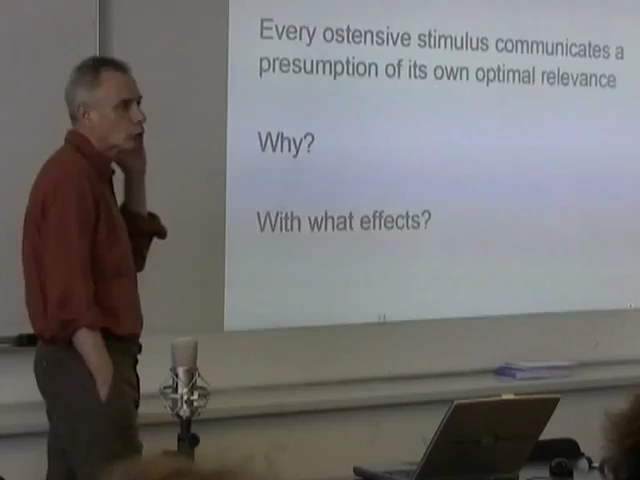 Every ostensive stimulus communicates a
presumption of its own optimal relevance
Why?
With what effects?